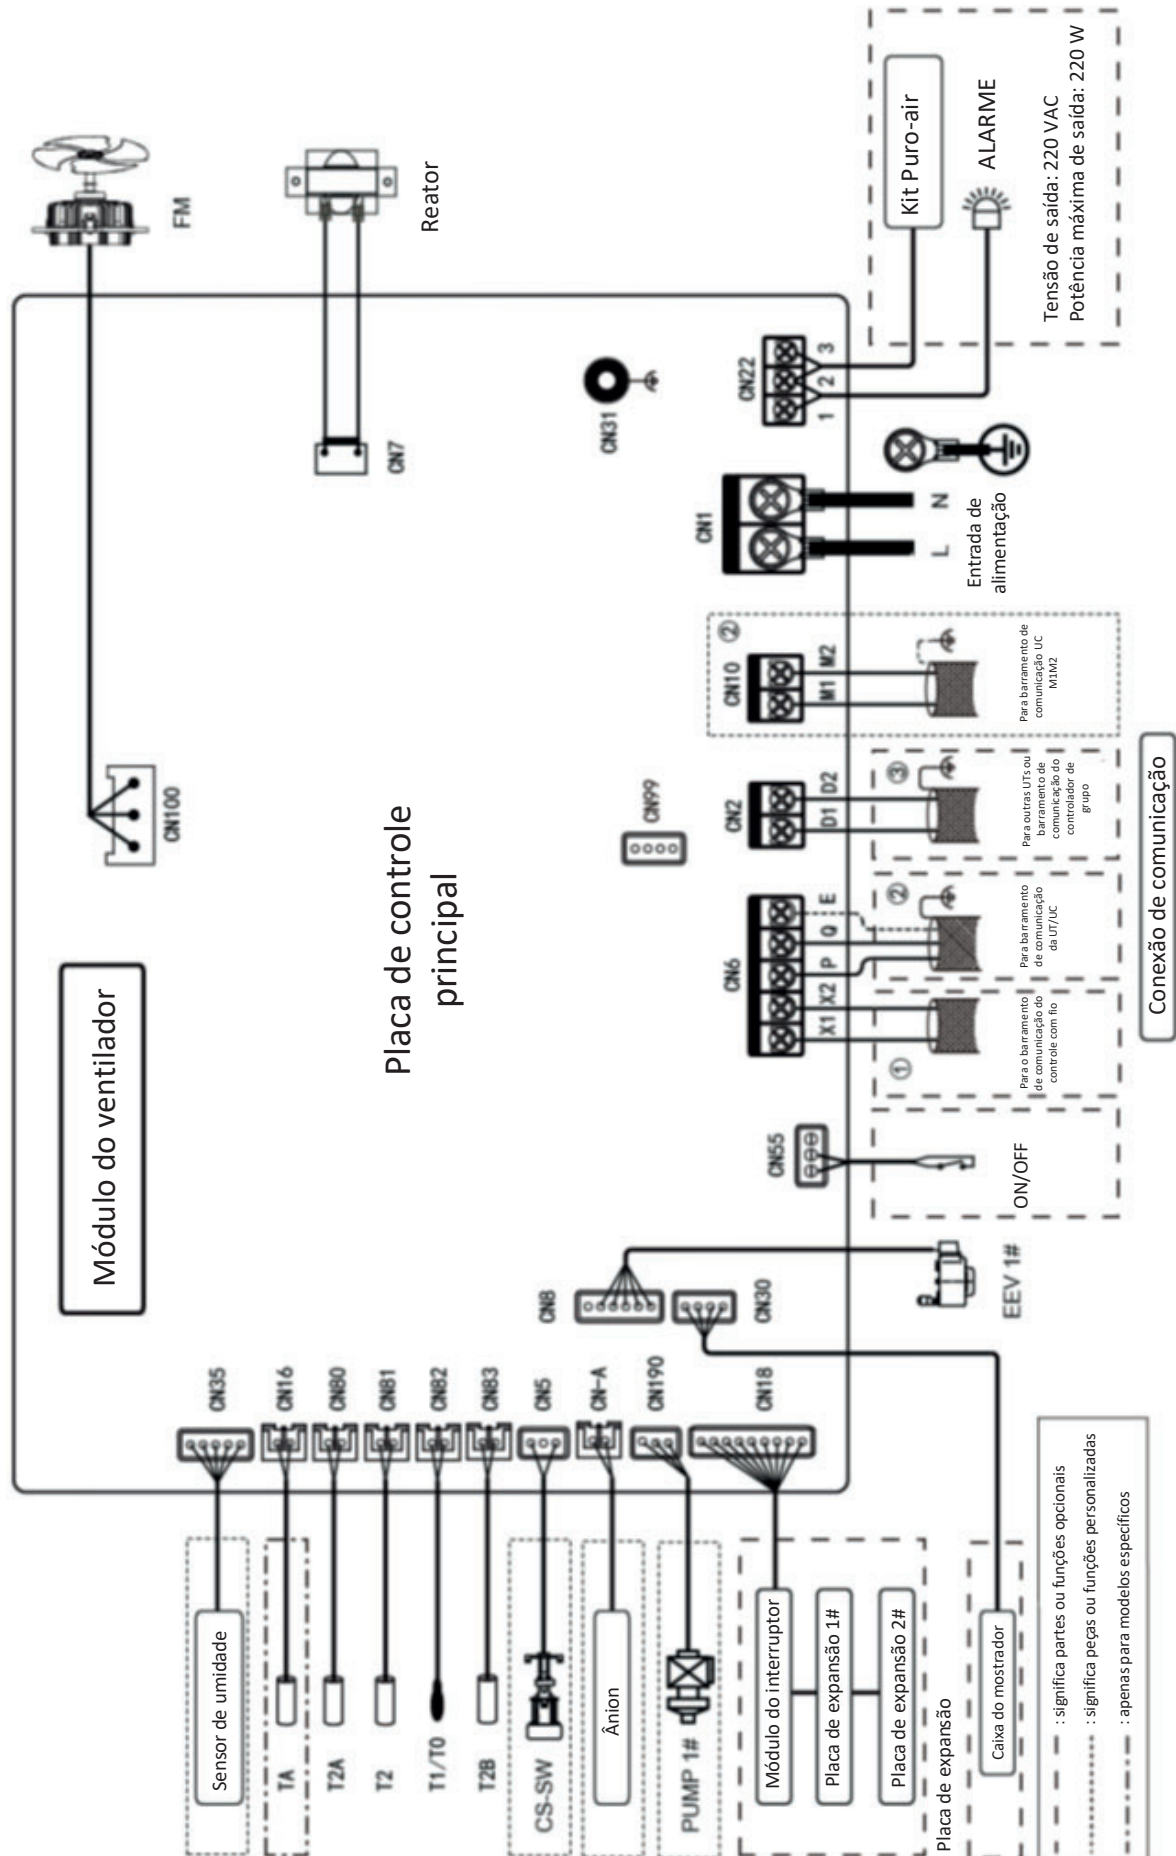 Módulo do ventilador
Placa de controle
principal
FM
CN100
Reator
CN7
CN31
CN99
CN35
CN16
CN80
CN81
CN82
CN83
CN5
CN-A
CN190
CN18
CN8
CN30
Sensor de umidade
TA
T2A
T2
T1/T0
T2B
CS-SW
Ânion
PUMP 1#
Módulo do interruptor
Placa de expansão 1#
Placa de expansão 2#
Placa de expansão
Caixa do mostrador
EEV 1#
CN55
ON/OFF
CN6
X1 X2 P Q E
①
Para o barramento
de comunicação do
controle com fio
②
Para barramento
de comunicação
da UT/UC
CN2
D1 D2
③
Para outras UTs ou
barramento de
comunicação do
controlador de
grupo
CN10
②
M1 M2
Para barramento de
comunicação UC
M1M2
Conexão de comunicação
CN1
L N
Entrada de
alimentação
CN22
1 2 3
Kit Puro-air
ALARME
Tensão de saída: 220 VAC
Potência máxima de saída: 220 W
: significa partes ou funções opcionais
: significa peças ou funções personalizadas
: apenas para modelos específicos